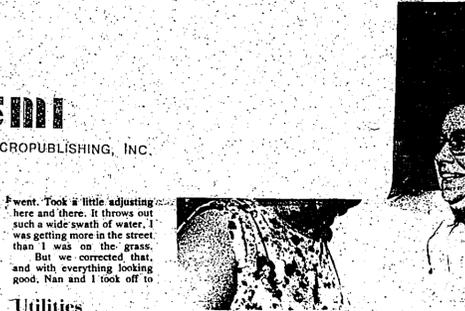 emi
CROPUBLISHING, INC.
went. Took a little adjusting
here and there. It throws out
such a wide swath of water, I
was getting more in the street
than I was on the grass.
But we corrected that,
and with everything looking
good, Nan and I took off to
Utilities